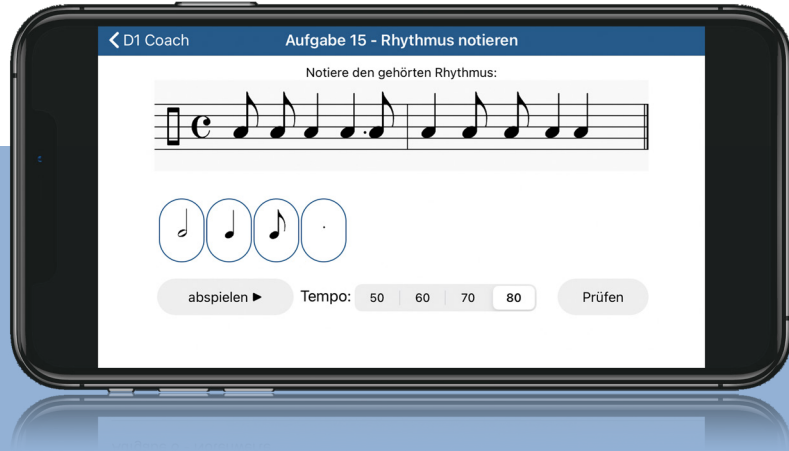 D1 Coach Aufgabe 15 - Rhythmus notieren
Notiere den gehörten Rhythmus:
abspielen Tempo: 50 60 70 80 Prüfen